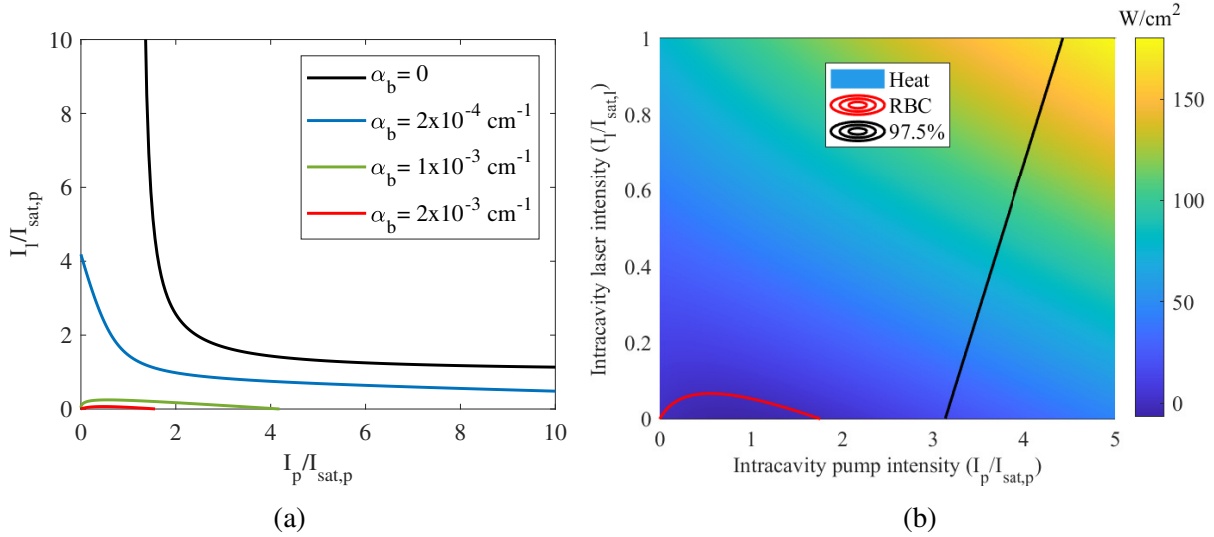 10
8
6
4
2
0
I_l/I_sat,p
α_b = 0
α_b = 2x10^-4 cm^-1
α_b = 1x10^-3 cm^-1
α_b = 2x10^-3 cm^-1
0 2 4 6 8 10
I_p/I_sat,p
(a)
W/cm^2
1
0.8
0.6
0.4
0.2
0
Intracavity laser intensity (I_l/I_sat,l)
Heat
RBC
97.5%
150
100
50
0
0 1 2 3 4 5
Intracavity pump intensity (I_p/I_sat,p)
(b)